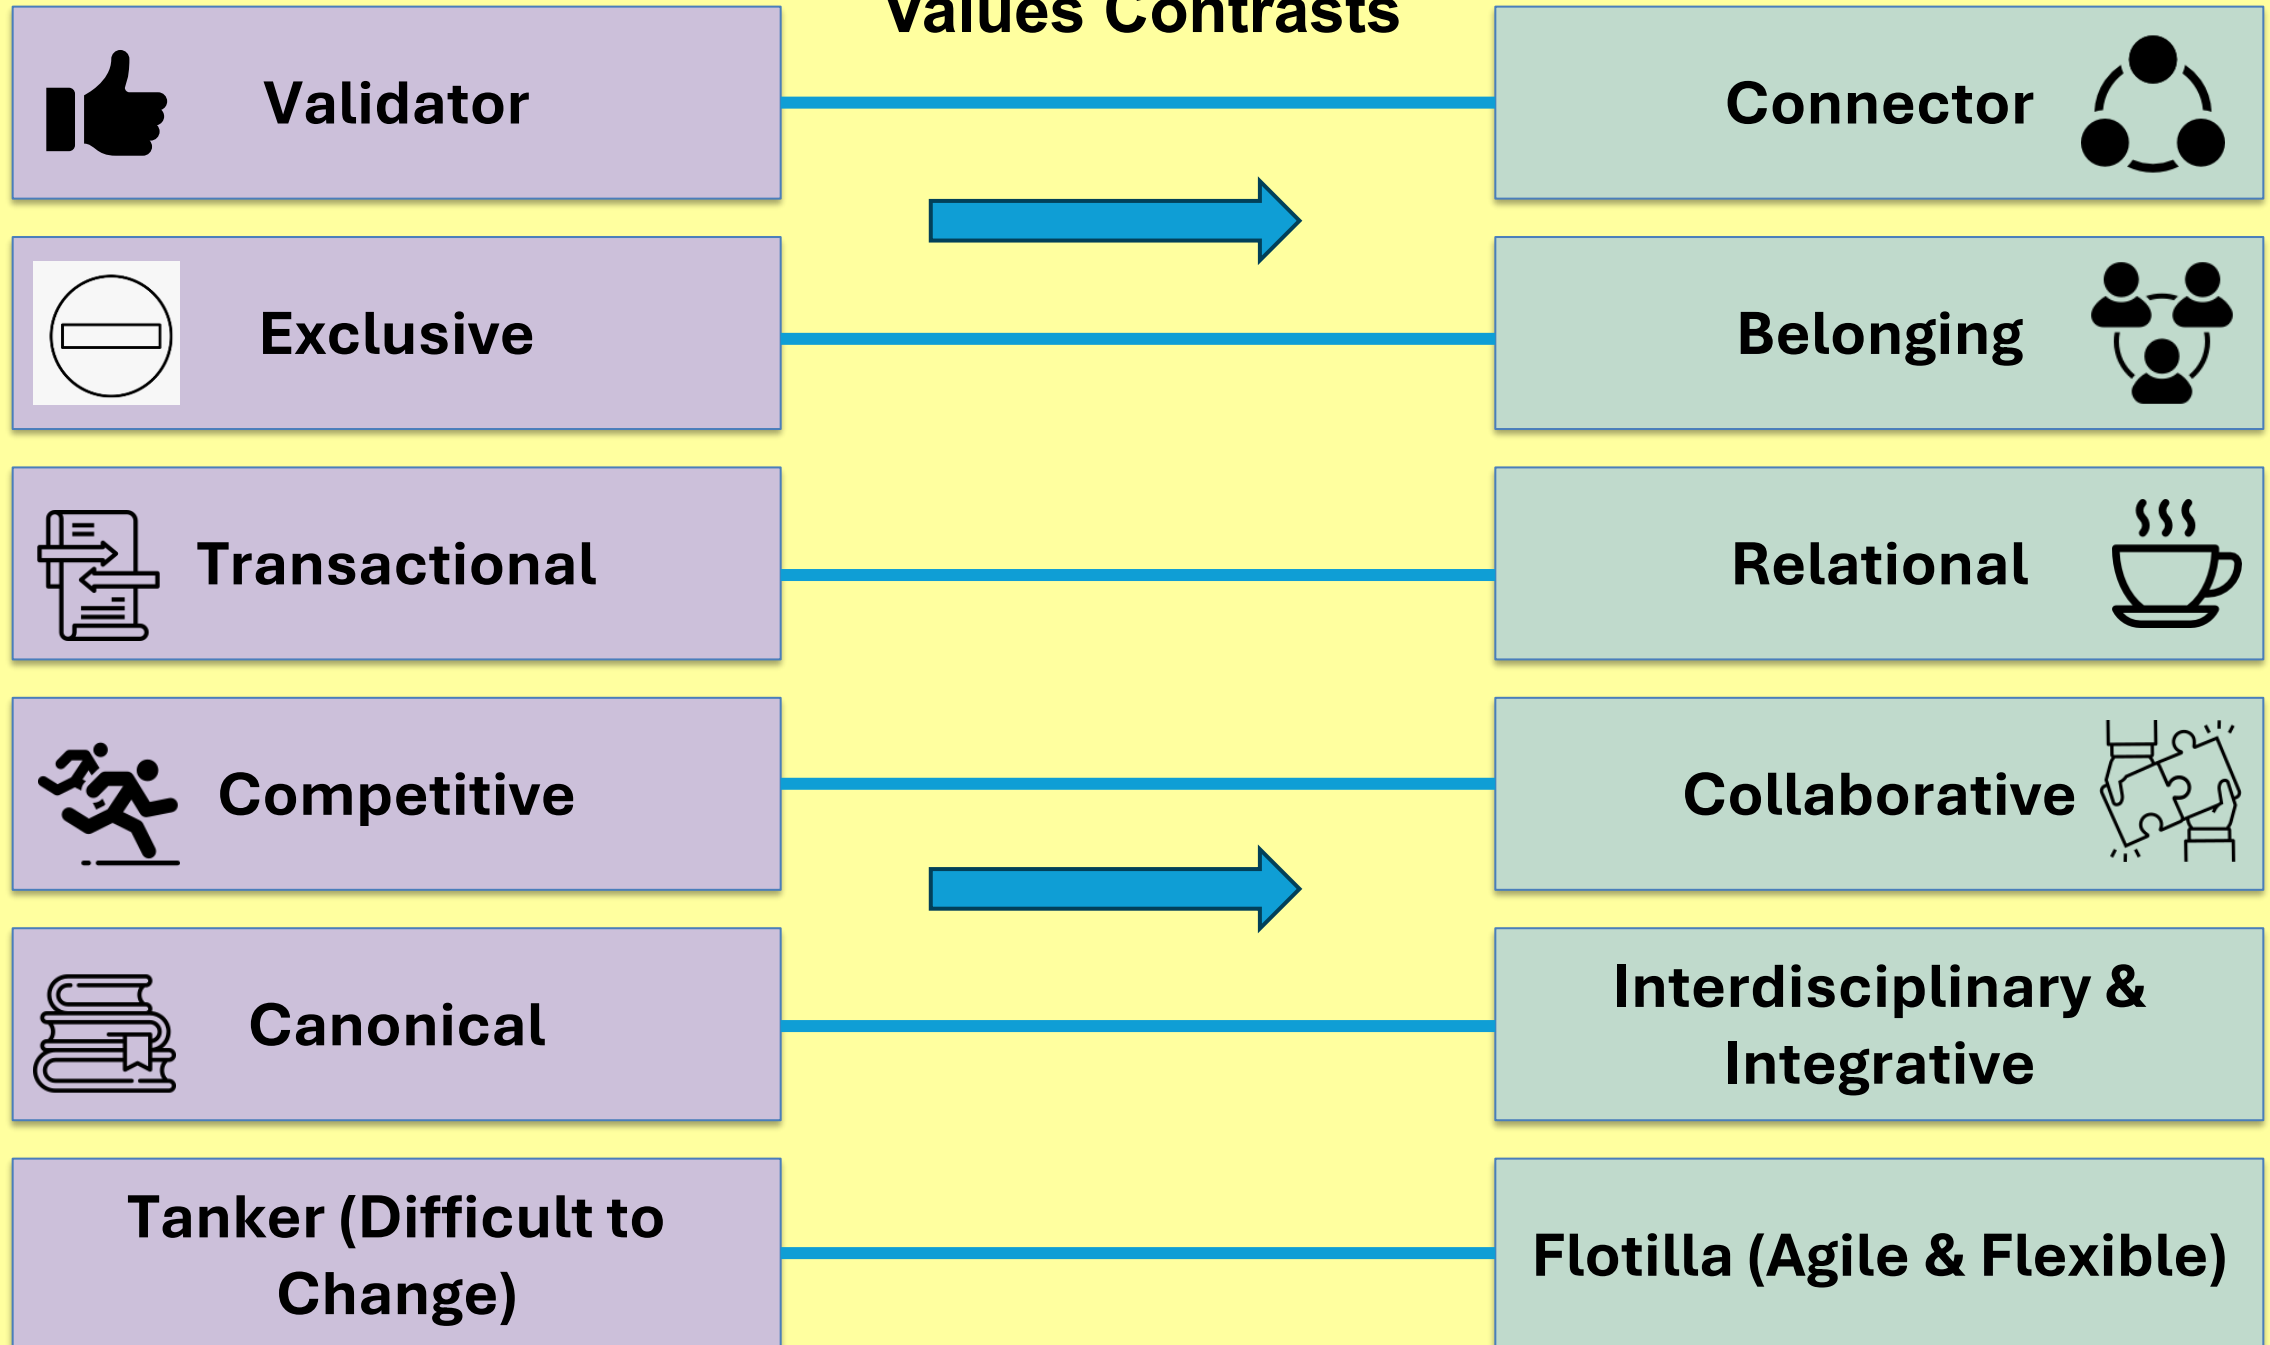 Values Contrasts
Validator
Connector
Exclusive
Belonging
Transactional
Relational
Competitive
Collaborative
Canonical
Interdisciplinary &
Integrative
Tanker (Difficult to
Change)
Flotilla (Agile & Flexible)